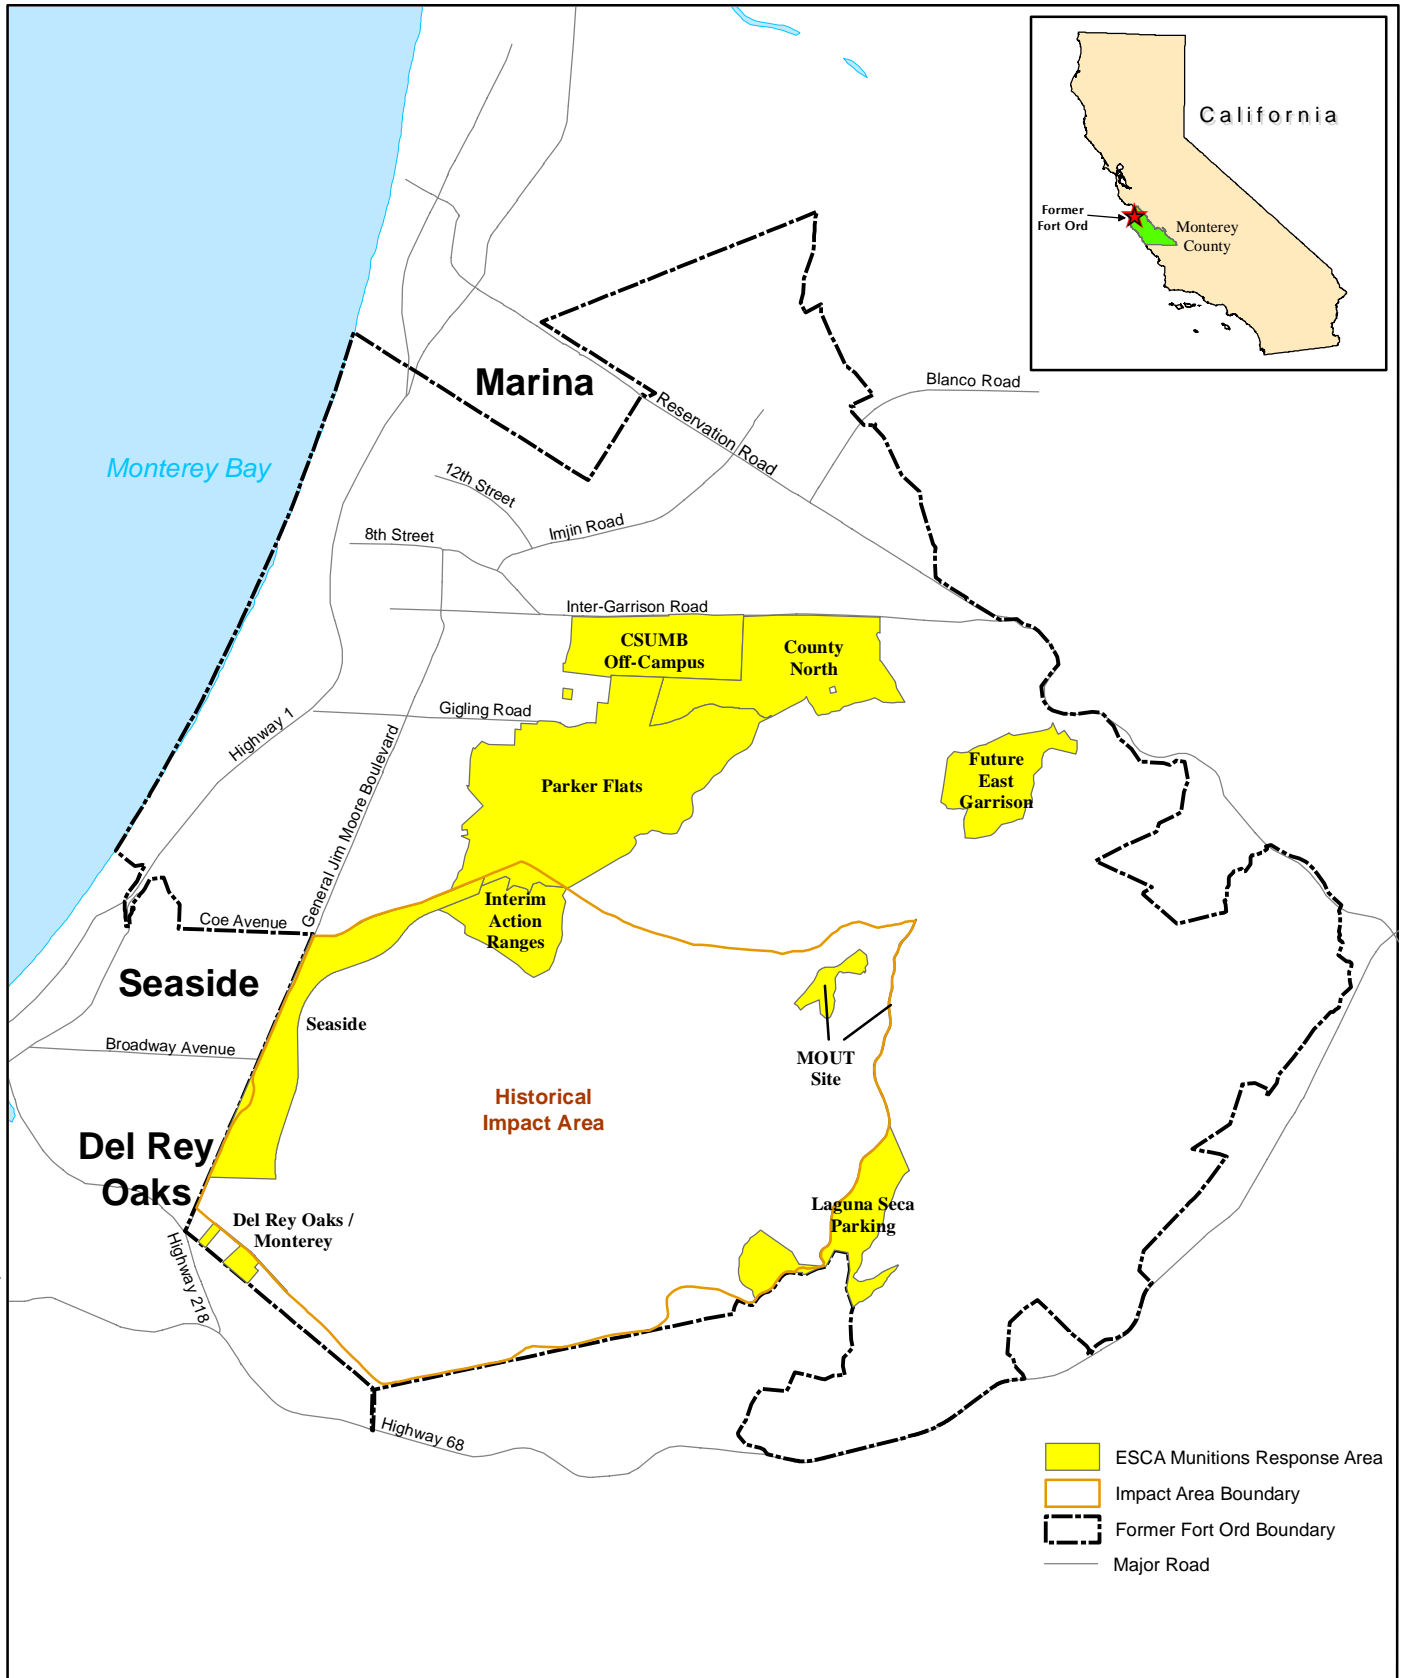 California
Former
Fort Ord
Monterey
County
Marina
Blanco Road
Reservation Road
Monterey Bay
12th Street
Imjin Road
8th Street
Inter-Garrison Road
CSUMB
Off-Campus
County
North
Gigling Road
Highway 1
General Jim Moore Boulevard
Parker Flats
Future
East
Garrison
Interim
Action
Ranges
Coe Avenue
Seaside
Seaside
Broadway Avenue
MOUT
Site
Historical
Impact Area
Del Rey
Oaks
Del Rey Oaks /
Monterey
Laguna Seca
Parking
Highway 218
Highway 68
ESCA Munitions Response Area
Impact Area Boundary
Former Fort Ord Boundary
Major Road